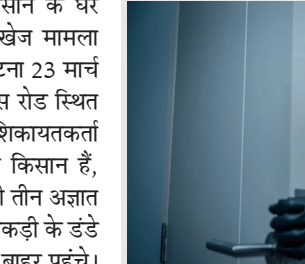 सान के घर
खेज मामला
टना 23 मार्च
स रोड स्थित
शिकायतकर्ता
किसान हैं,
ो तीन अज्ञात
कड़ी के डंडे
बाहर पहुंचे।